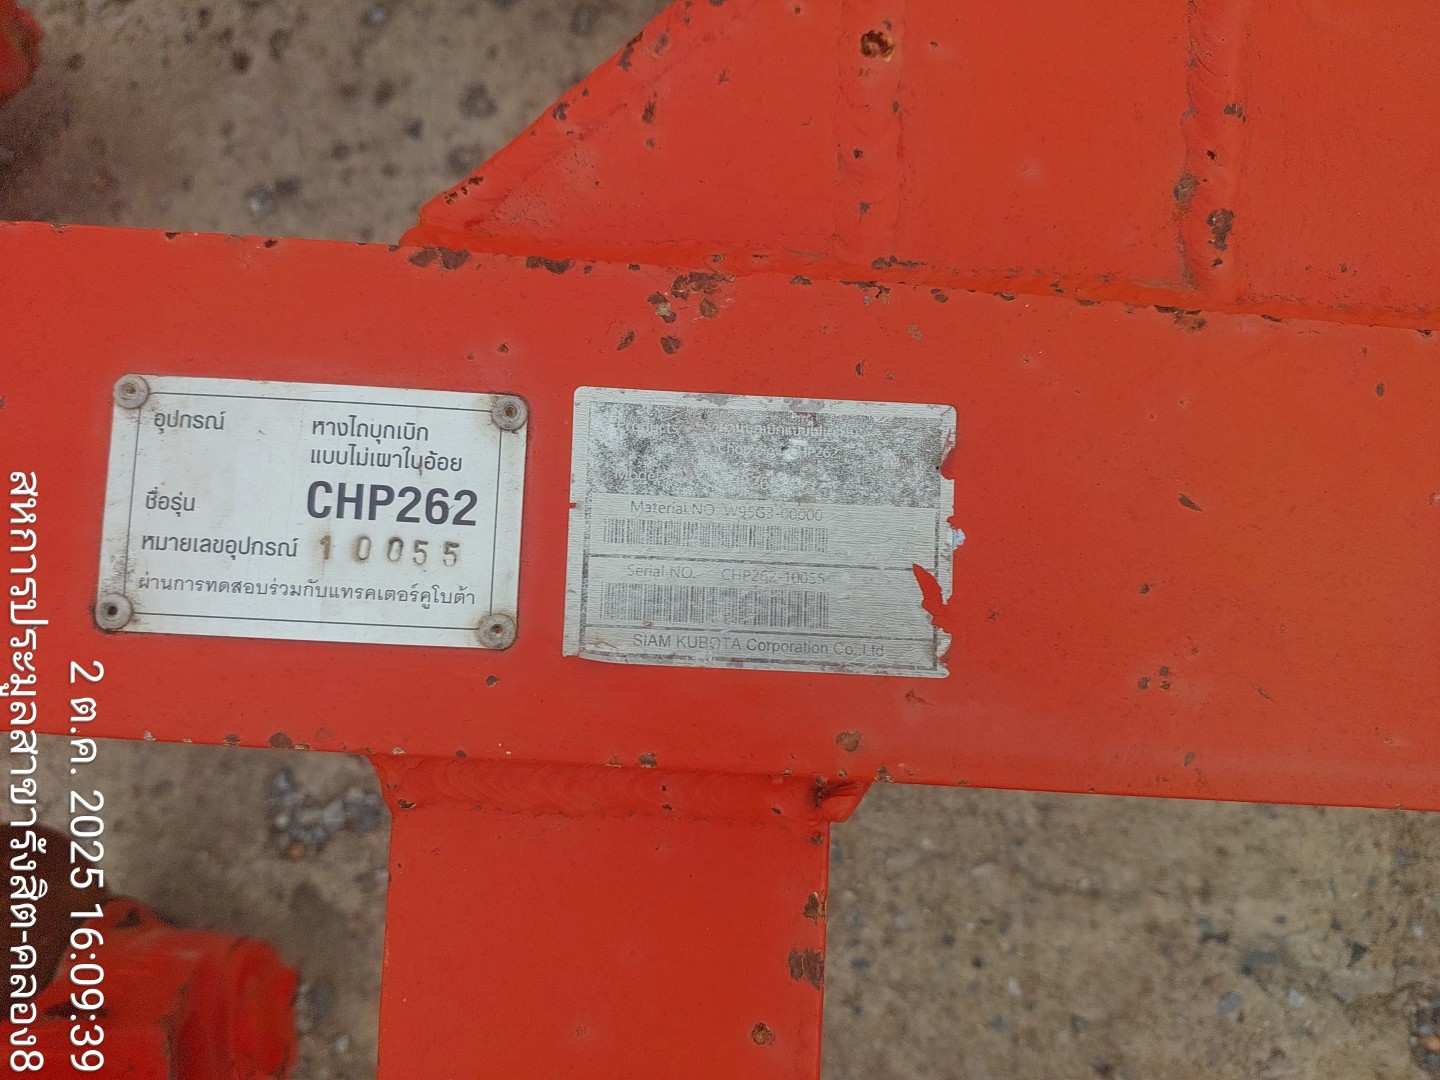 อุปกรณ์ หางไถบุกเบิก
แบบไม่เผาใบอ้อย
ชื่อรุ่น CHP262
หมายเลขอุปกรณ์ 10055
ผ่านการทดสอบร่วมกับแทรคเตอร์คูโบต้า
Material NO. W95G2-00000
Serial NO. CHP262-10055
SIAM KUBOTA Corporation Co.,Ltd
2 ต.ค. 2025 16:09:39
สหการประมูลสาขารังสิต-คลอง8